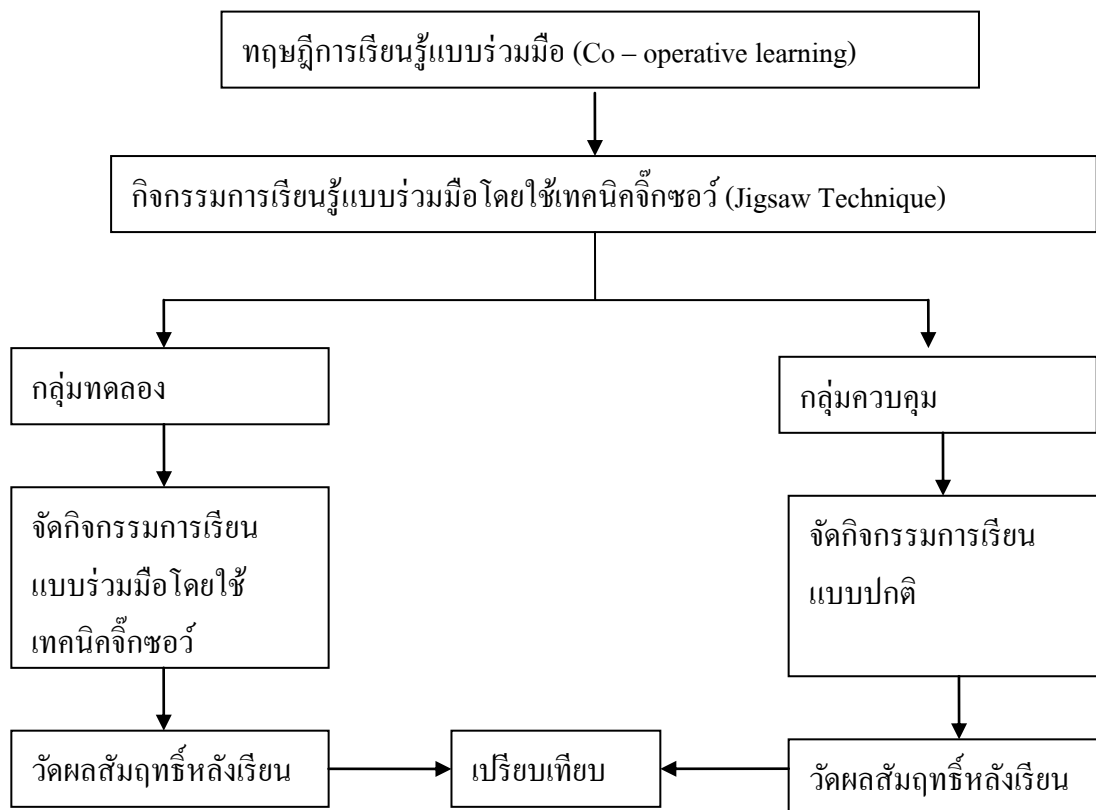 ทฤษฎีการเรียนรู้แบบร่วมมือ (Co – operative learning)
กิจกรรมการเรียนรู้แบบร่วมมือโดยใช้เทคนิคจิ๊กซอว์ (Jigsaw Technique)
กลุ่มทดลอง
กลุ่มควบคุม
จัดกิจกรรมการเรียน
แบบร่วมมือโดยใช้
เทคนิคจิ๊กซอว์
จัดกิจกรรมการเรียน
แบบปกติ
วัดผลสัมฤทธิ์หลังเรียน
เปรียบเทียบ
วัดผลสัมฤทธิ์หลังเรียน